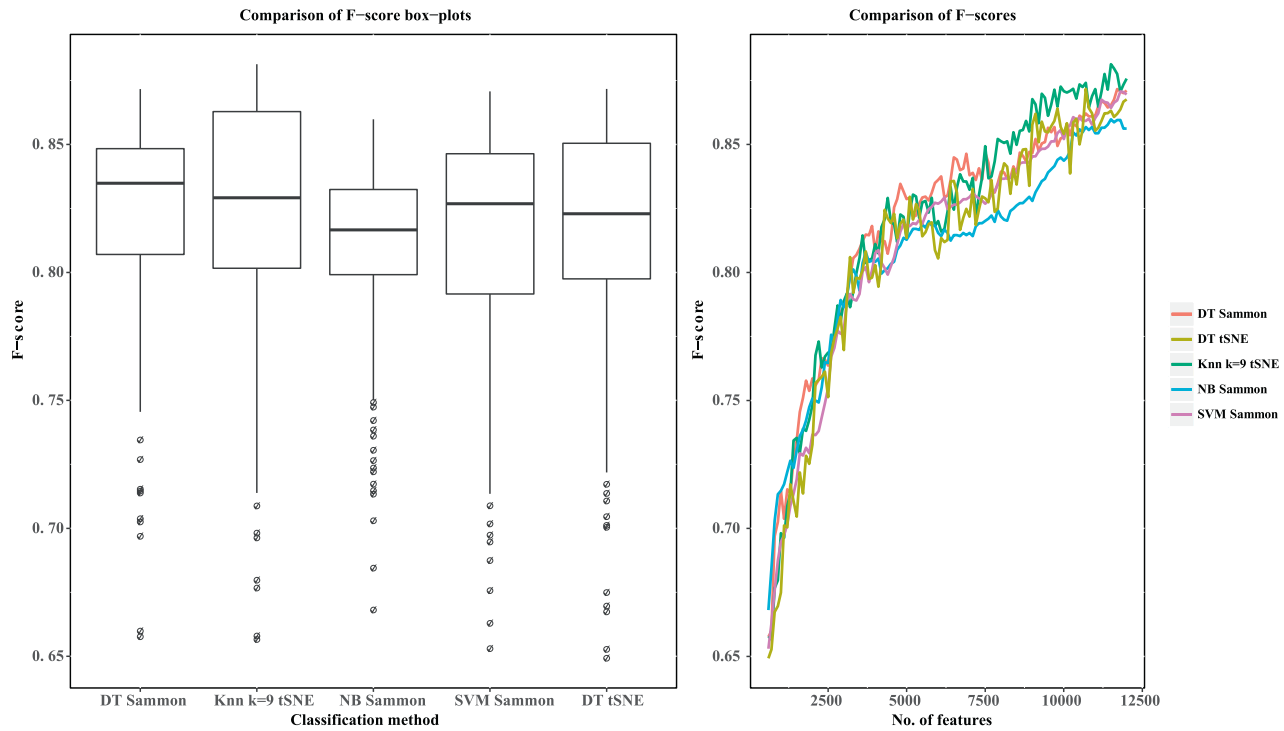 Comparison of F−score box−plots
F−score
0.85
0.80
0.75
0.70
0.65
DT Sammon
Knn k=9 tSNE
NB Sammon
SVM Sammon
DT tSNE
Classification method
Comparison of F−scores
F−score
0.85
0.80
0.75
0.70
0.65
2500
5000
7500
10000
12500
No. of features
DT Sammon
DT tSNE
Knn k=9 tSNE
NB Sammon
SVM Sammon